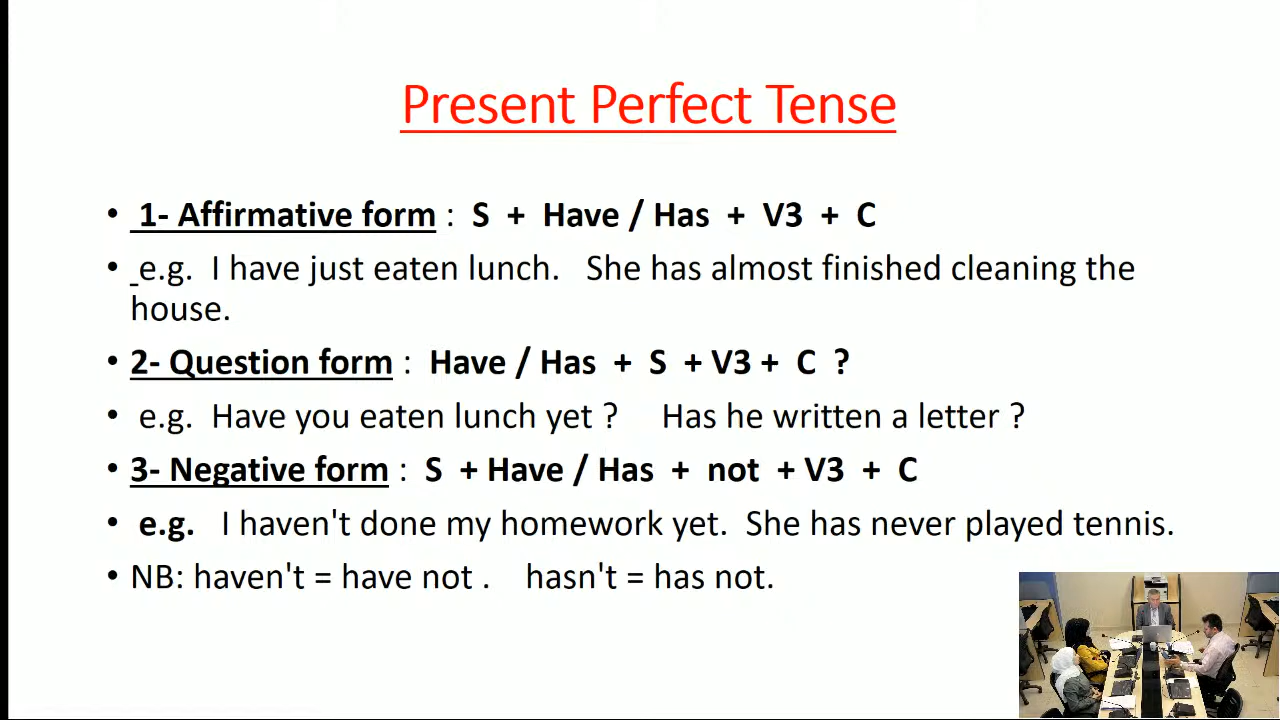 Present Perfect Tense
• 1- Affirmative form : S + Have / Has + V3 + C
• e.g. I have just eaten lunch. She has almost finished cleaning the
house.
• 2- Question form : Have / Has + S + V3 + C ?
• e.g. Have you eaten lunch yet ? Has he written a letter ?
• 3- Negative form : S + Have / Has + not + V3 + C
• e.g. I haven't done my homework yet. She has never played tennis.
• NB: haven't = have not . hasn't = has not.